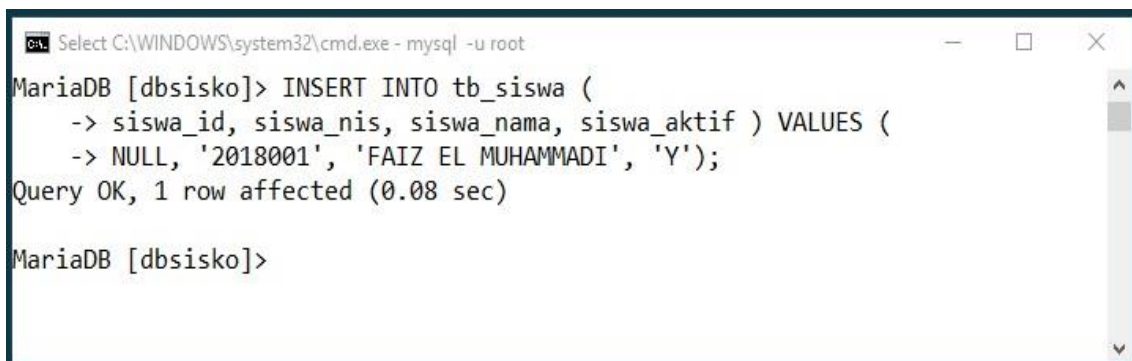 Select C:\WINDOWS\system32\cmd.exe - mysql -u root
MariaDB [dbsisko]> INSERT INTO tb_siswa (
-> siswa_id, siswa_nis, siswa_nama, siswa_aktif ) VALUES (
-> NULL, '2018001', 'FAIZ EL MUHAMMADI', 'Y');
Query OK, 1 row affected (0.08 sec)
MariaDB [dbsisko]>